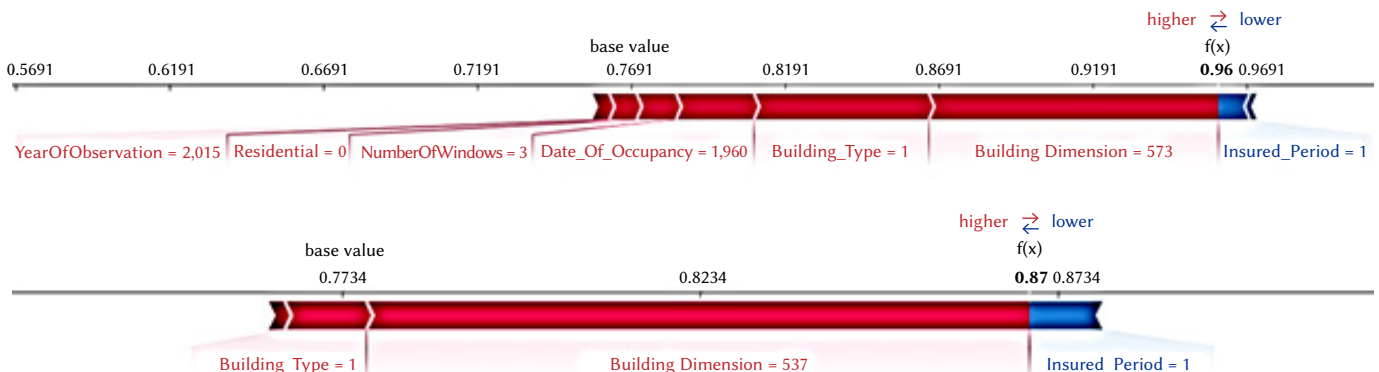 higher lower
base value f(x)
0.5691 0.6191 0.6691 0.7191 0.7691 0.8191 0.8691 0.9191 0.96 0.9691
YearOfObservation = 2,015 Residential = 0 NumberOfWindows = 3 Date_Of_Occupancy = 1,960 Building_Type = 1 Building Dimension = 573 Insured_Period = 1
higher lower
base value f(x)
0.7734 0.8234 0.87 0.8734
Building_Type = 1 Building Dimension = 537 Insured_Period = 1